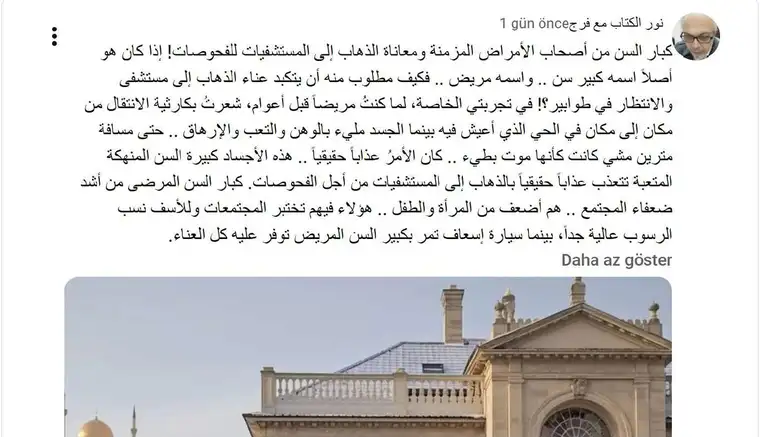 نور الكتاب مع فرج 1 gün önce
كبار السن من أصحاب الأمراض المزمنة ومعاناة الذهاب إلى المستشفيات للفحوصات! إذا كان هو
أصلاً اسمه كبير سن .. واسمه مريض .. فكيف مطلوب منه أن يتكبد عناء الذهاب إلى مستشفى
والانتظار في طوابير؟! في تجربتي الخاصة، لما كنتُ مريضاً قبل أعوام، شعرتُ بكارثية الانتقال من
مكان إلى مكان في الحي الذي أعيش فيه بينما الجسد مليء بالوهن والتعب والإرهاق .. حتى مسافة
مترين مشي كانت كأنها موت بطيء .. كان الأمرُ عذاباً حقيقياً .. هذه الأجساد كبيرة السن المنهكة
المتعبة تتعذب عذاباً حقيقياً بالذهاب إلى المستشفيات من أجل الفحوصات. كبار السن المرضى من أشد
ضعفاء المجتمع .. هم أضعف من المرأة والطفل .. هؤلاء فيهم تختبر المجتمعات وللأسف نسب
الرسوب عالية جداً، بينما سيارة إسعاف تمر بكبير السن المريض توفر عليه كل العناء.
Daha az göster